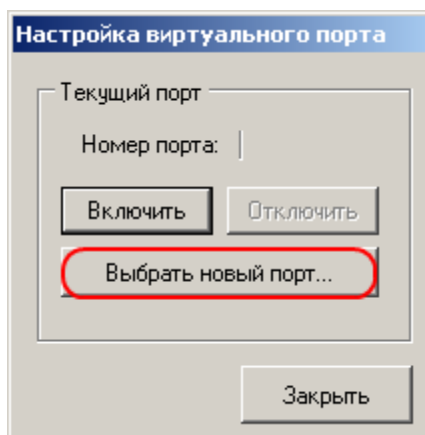 Настройка виртуального порта
Текущий порт
Номер порта:
Включить Отключить
Выбрать новый порт...
Закрыть